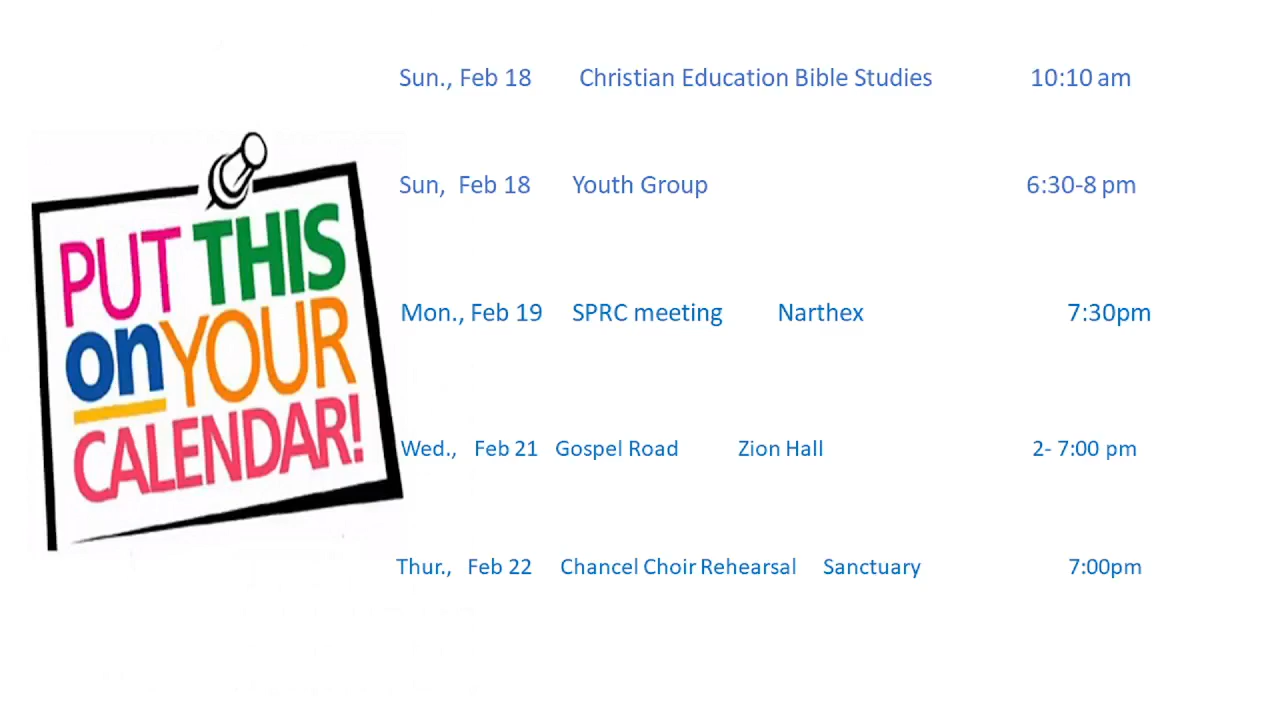 Sun., Feb 18 Christian Education Bible Studies 10:10 am
Sun, Feb 18 Youth Group 6:30-8 pm
PUT THIS
on YOUR
CALENDAR!
Mon., Feb 19 SPRC meeting Narthex 7:30pm
Wed., Feb 21 Gospel Road Zion Hall 2- 7:00 pm
Thur., Feb 22 Chancel Choir Rehearsal Sanctuary 7:00pm